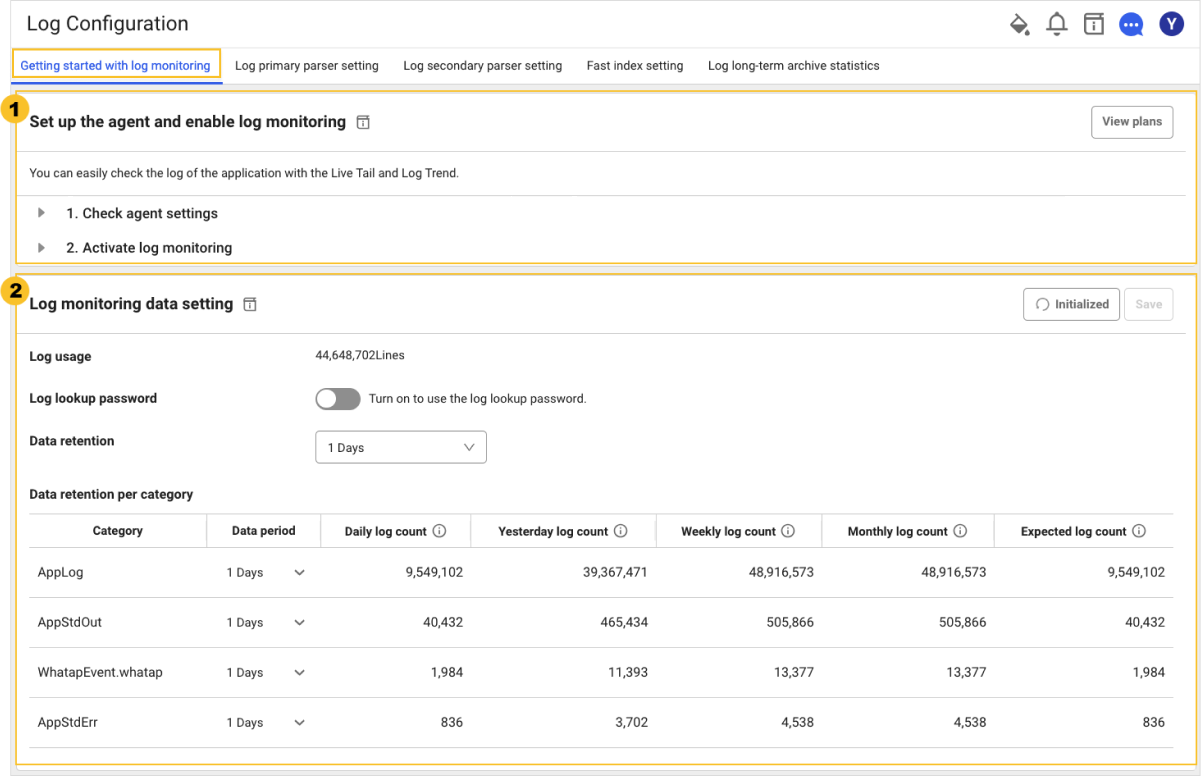 Log Configuration
Y
Getting started with log monitoring Log primary parser setting Log secondary parser setting Fast index setting Log long-term archive statistics
1
Set up the agent and enable log monitoring View plans
You can easily check the log of the application with the Live Tail and Log Trend.
1. Check agent settings
2. Activate log monitoring
2
Log monitoring data setting Initialized Save
Log usage 44,648,702Lines
Log lookup password Turn on to use the log lookup password.
Data retention 1 Days
Data retention per category
Category Data period Daily log count Yesterday log count Weekly log count Monthly log count Expected log count
AppLog 1 Days 9,549,102 39,367,471 48,916,573 48,916,573 9,549,102
AppStdOut 1 Days 40,432 465,434 505,866 505,866 40,432
WhatapEvent.whatap 1 Days 1,984 11,393 13,377 13,377 1,984
AppStdErr 1 Days 836 3,702 4,538 4,538 836